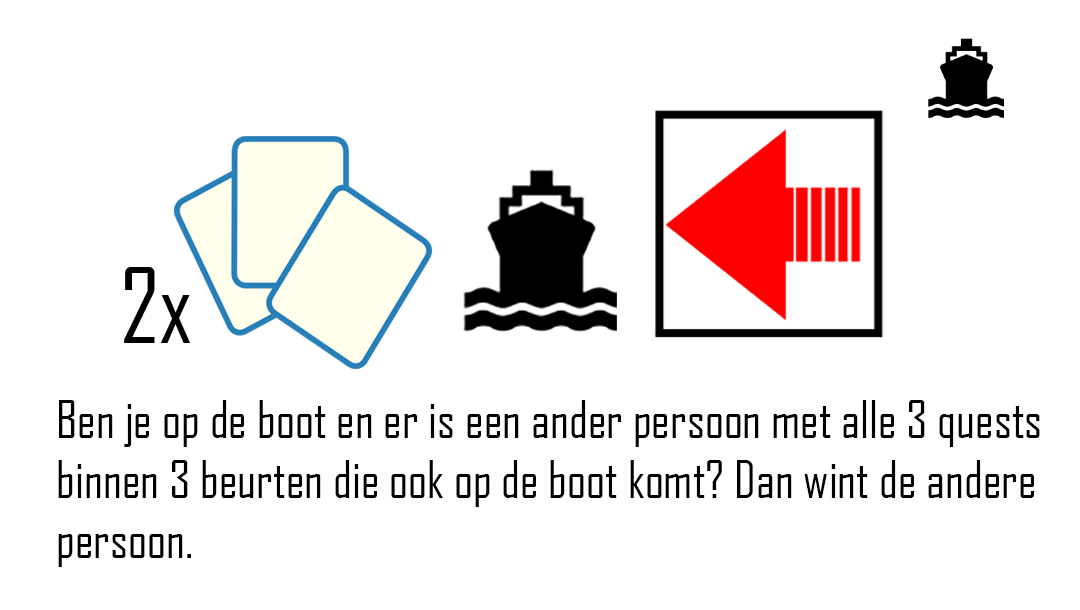 2x
Ben je op de boot en er is een ander persoon met alle 3 quests
binnen 3 beurten die ook op de boot komt? Dan wint de andere
persoon.